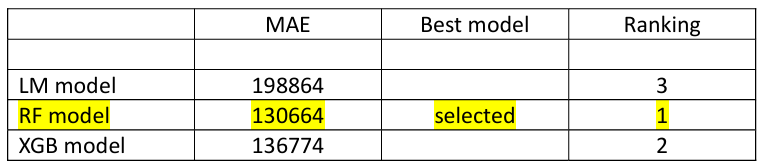 MAE Best model Ranking
LM model 198864 3
RF model 130664 selected 1
XGB model 136774 2